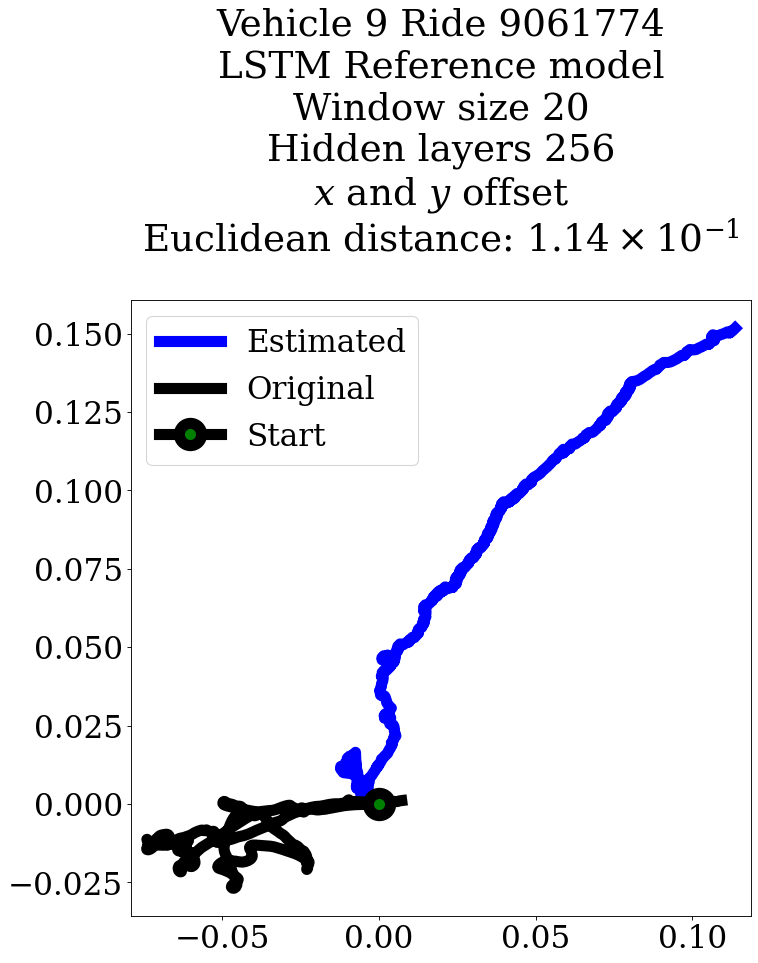 Vehicle 9 Ride 9061774
LSTM Reference model
Window size 20
Hidden layers 256
x and y offset
Euclidean distance: 1.14 × 10⁻¹
Estimated
Original
Start
0.150
0.125
0.100
0.075
0.050
0.025
0.000
−0.025
−0.05 0.00 0.05 0.10